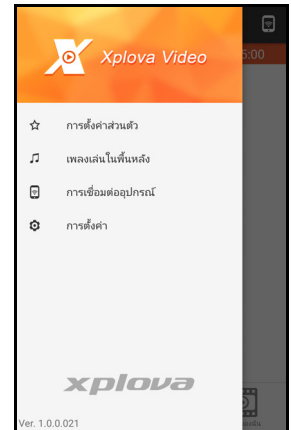 Xplova Video
5:00
การตั้งค่าส่วนตัว
เพลงเล่นในพื้นหลัง
การเชื่อมต่ออุปกรณ์
การตั้งค่า
xplova
Ver. 1.0.0.021